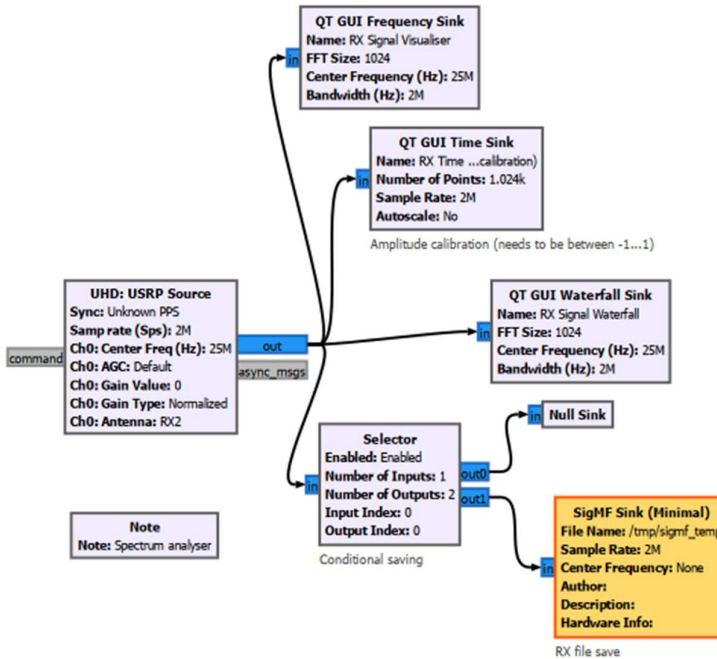 QT GUI Frequency Sink
Name: RX Signal Visualiser
FFT Size: 1024
Center Frequency (Hz): 25M
Bandwidth (Hz): 2M
in
QT GUI Time Sink
Name: RX Time ...calibration)
Number of Points: 1.024k
Sample Rate: 2M
Autoscale: No
in
Amplitude calibration (needs to be between -1...1)
UHD: USRP Source
Sync: Unknown PPS
Samp rate (Sps): 2M
Ch0: Center Freq (Hz): 25M
Ch0: AGC: Default
Ch0: Gain Value: 0
Ch0: Gain Type: Normalized
Ch0: Antenna: RX2
command
out
async_msgs
QT GUI Waterfall Sink
Name: RX Signal Waterfall
FFT Size: 1024
Center Frequency (Hz): 25M
Bandwidth (Hz): 2M
in
Selector
Enabled: Enabled
Number of Inputs: 1
Number of Outputs: 2
Input Index: 0
Output Index: 0
in
out0
out1
Conditional saving
in
Null Sink
Note
Note: Spectrum analyser
SigMF Sink (Minimal)
File Name: /tmp/sigmf_temp
Sample Rate: 2M
Center Frequency: None
Author:
Description:
Hardware Info:
in
RX file save